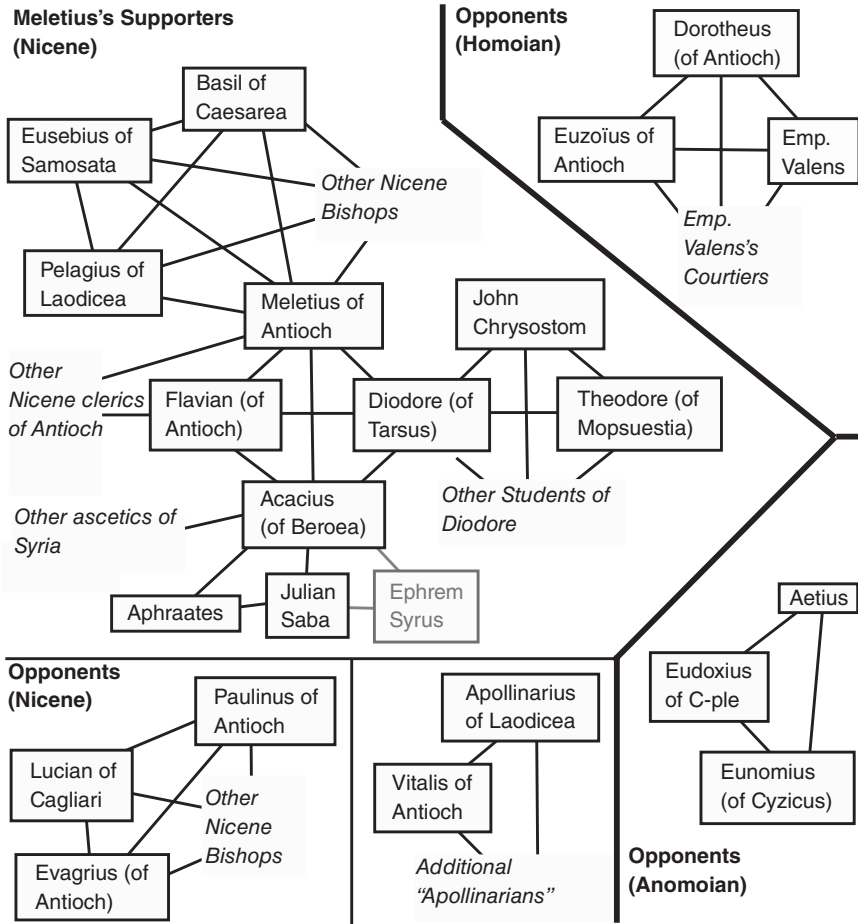 Meletius's Supporters
(Nicene)
Basil of
Caesarea
Eusebius of
Samosata
Other Nicene
Bishops
Pelagius of
Laodicea
Meletius of
Antioch
John
Chrysostom
Other
Nicene clerics
of Antioch
Flavian (of
Antioch)
Diodore (of
Tarsus)
Theodore (of
Mopsuestia)
Acacius
(of Beroea)
Other Students of
Diodore
Other ascetics of
Syria
Aphraates
Julian
Saba
Ephrem
Syrus
Opponents
(Homoian)
Dorotheus
(of Antioch)
Euzoïus of
Antioch
Emp.
Valens
Emp.
Valens's
Courtiers
Opponents
(Nicene)
Paulinus of
Antioch
Lucian of
Cagliari
Other
Nicene
Bishops
Evagrius (of
Antioch)
Apollinarius
of Laodicea
Vitalis of
Antioch
Additional
“Apollinarians”
Aetius
Eudoxius
of C-ple
Eunomius
(of Cyzicus)
Opponents
(Anomoian)